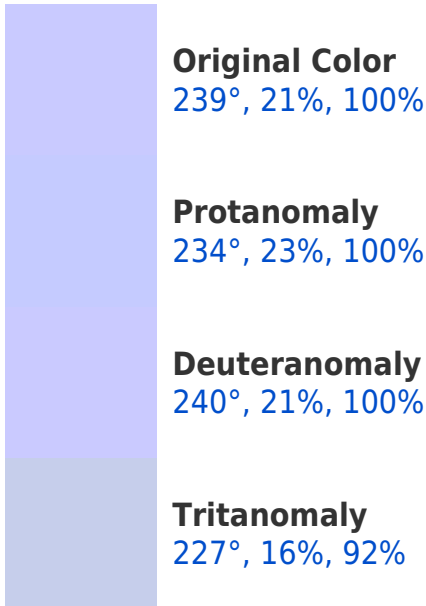 Original Color
239°, 21%, 100%
Protanomaly
234°, 23%, 100%
Deuteranomaly
240°, 21%, 100%
Tritanomaly
227°, 16%, 92%